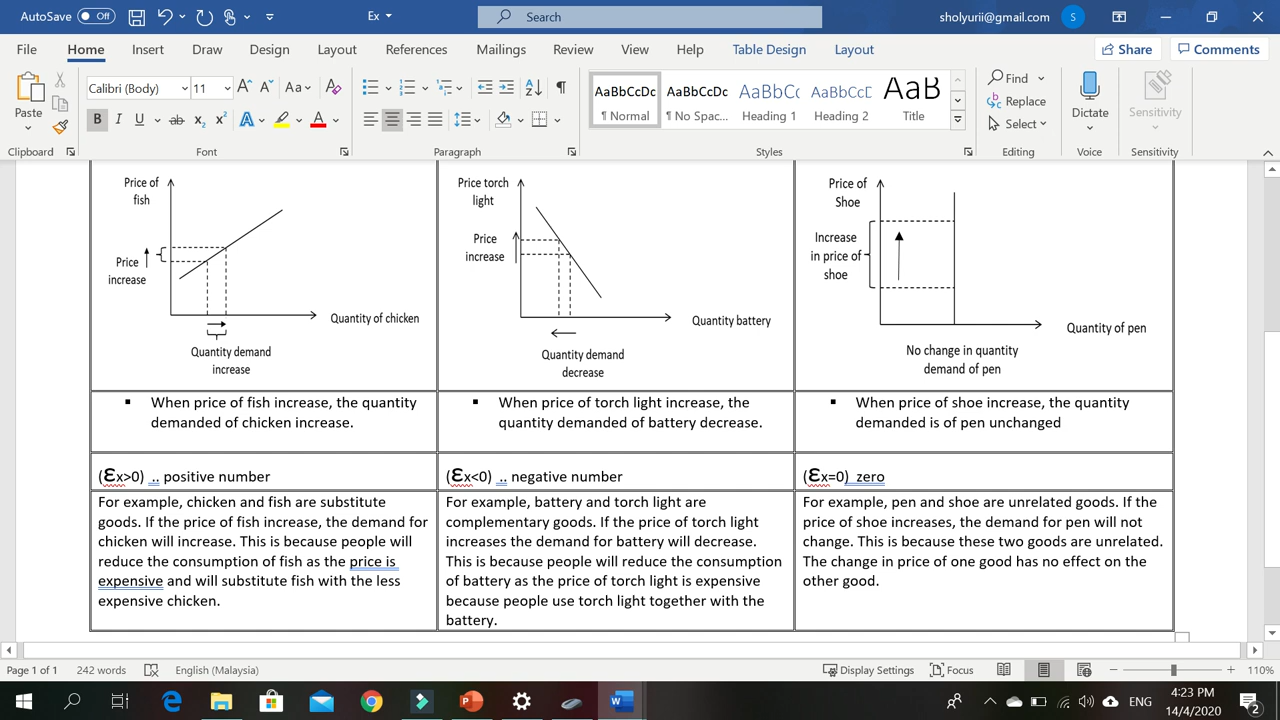 AutoSave Off Ex Search sholyurii@gmail.com S
File Home Insert Draw Design Layout References Mailings Review View Help Table Design Layout Share Comments
Paste
Calibri (Body) 11
AaBbCcDc AaBbCcDc AaBbCc AaBbCcD AaB
¶ Normal ¶ No Spac... Heading 1 Heading 2 Title
Find
Replace
Select
Dictate
Sensitivity
Clipboard Font Paragraph Styles Editing Voice Sensitivity
Price of
fish
Price
increase
Quantity of chicken
Quantity demand
increase
Price torch
light
Price
increase
Quantity battery
Quantity demand
decrease
Price of
Shoe
Increase
in price of
shoe
Quantity of pen
No change in quantity
demand of pen
▪ When price of fish increase, the quantity
demanded of chicken increase.
▪ When price of torch light increase, the
quantity demanded of battery decrease.
▪ When price of shoe increase, the quantity
demanded is of pen unchanged
(Ɛx>0) .. positive number
(Ɛx<0) .. negative number
(Ɛx=0) zero
For example, chicken and fish are substitute
goods. If the price of fish increase, the demand for
chicken will increase. This is because people will
reduce the consumption of fish as the price is
expensive and will substitute fish with the less
expensive chicken.
For example, battery and torch light are
complementary goods. If the price of torch light
increases the demand for battery will decrease.
This is because people will reduce the consumption
of battery as the price of torch light is expensive
because people use torch light together with the
battery.
For example, pen and shoe are unrelated goods. If the
price of shoe increases, the demand for pen will not
change. This is because these two goods are unrelated.
The change in price of one good has no effect on the
other good.
Page 1 of 1 242 words English (Malaysia) Display Settings Focus 110%
ENG
4:23 PM
14/4/2020
2